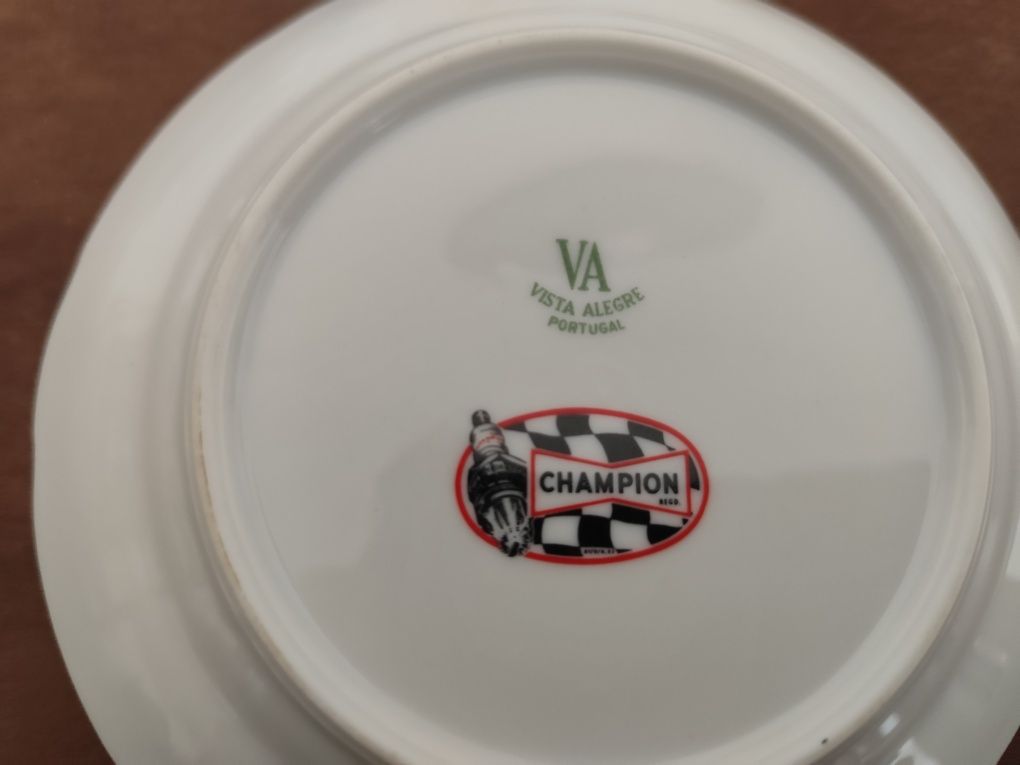 VA
VISTA ALEGRE
PORTUGAL
CHAMPION
REGD.